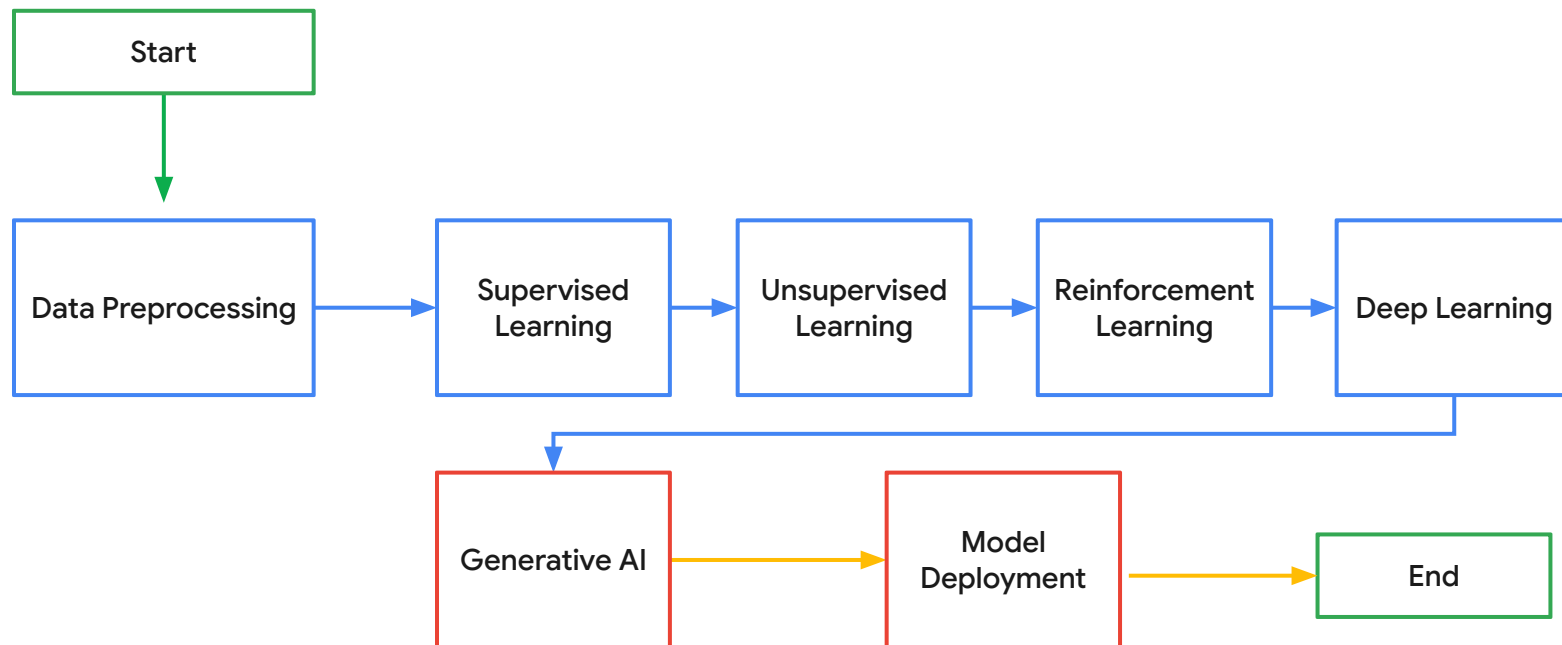 Start
Data Preprocessing
Supervised
Learning
Unsupervised
Learning
Reinforcement
Learning
Deep Learning
Generative AI
Model
Deployment
End